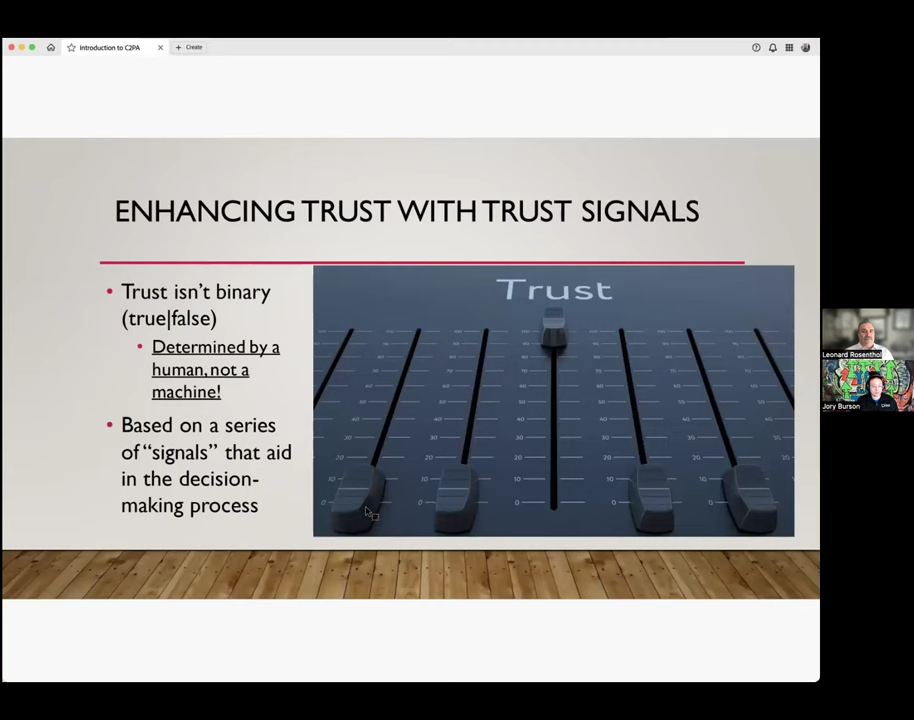 Introduction to C2PA
Create
ENHANCING TRUST WITH TRUST SIGNALS
• Trust isn't binary
(true|false)
• Determined by a
human, not a
machine!
• Based on a series
of "signals" that aid
in the decision-
making process
Trust
Leonard Rosenthol
Jory Burson